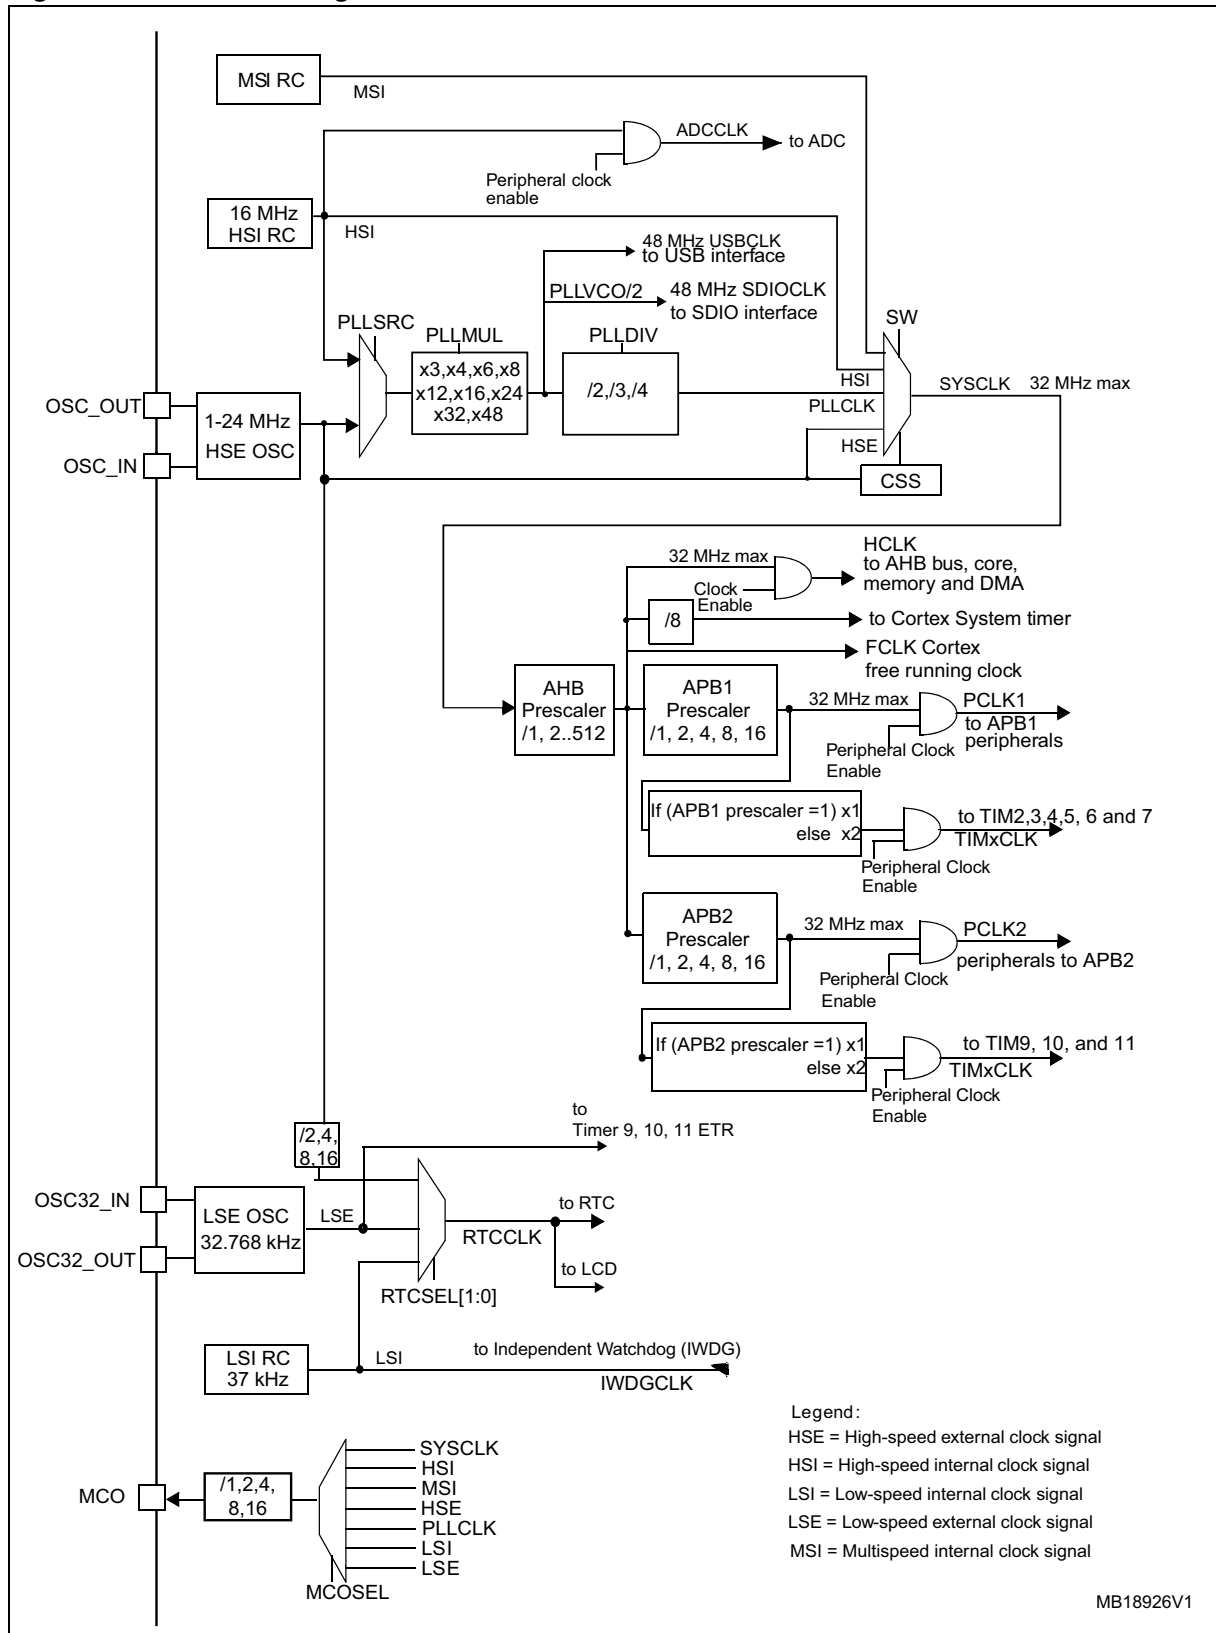 MSI RC
MSI
ADCCLK
to ADC
Peripheral clock
enable
16 MHz
HSI RC
HSI
48 MHz USBCLK
to USB interface
PLLVCO/2
48 MHz SDIOCLK
to SDIO interface
PLLSRC
PLLMUL
PLLDIV
SW
x3,x4,x6,x8
x12,x16,x24
x32,x48
/2,/3,/4
HSI
SYSCLK
32 MHz max
OSC_OUT
1-24 MHz
HSE OSC
PLLCLK
HSE
OSC_IN
CSS
32 MHz max
HCLK
to AHB bus, core,
memory and DMA
Clock
Enable
/8
to Cortex System timer
FCLK Cortex
free running clock
AHB
Prescaler
/1, 2..512
APB1
Prescaler
/1, 2, 4, 8, 16
32 MHz max
PCLK1
to APB1
peripherals
Peripheral Clock
Enable
If (APB1 prescaler =1) x1
else x2
to TIM2,3,4,5, 6 and 7
TIMxCLK
Peripheral Clock
Enable
APB2
Prescaler
/1, 2, 4, 8, 16
32 MHz max
PCLK2
peripherals to APB2
Peripheral Clock
Enable
If (APB2 prescaler =1) x1
else x2
to TIM9, 10, and 11
TIMxCLK
Peripheral Clock
Enable
to
Timer 9, 10, 11 ETR
/2,4,
8,16
OSC32_IN
LSE OSC
32.768 kHz
LSE
to RTC
RTCCLK
OSC32_OUT
to LCD
RTCSEL[1:0]
LSI RC
37 kHz
LSI
to Independent Watchdog (IWDG)
IWDGCLK
Legend:
HSE = High-speed external clock signal
HSI = High-speed internal clock signal
LSI = Low-speed internal clock signal
LSE = Low-speed external clock signal
MSI = Multispeed internal clock signal
MCO
/1,2,4,
8,16
SYSCLK
HSI
MSI
HSE
PLLCLK
LSI
LSE
MCOSEL
MB18926V1